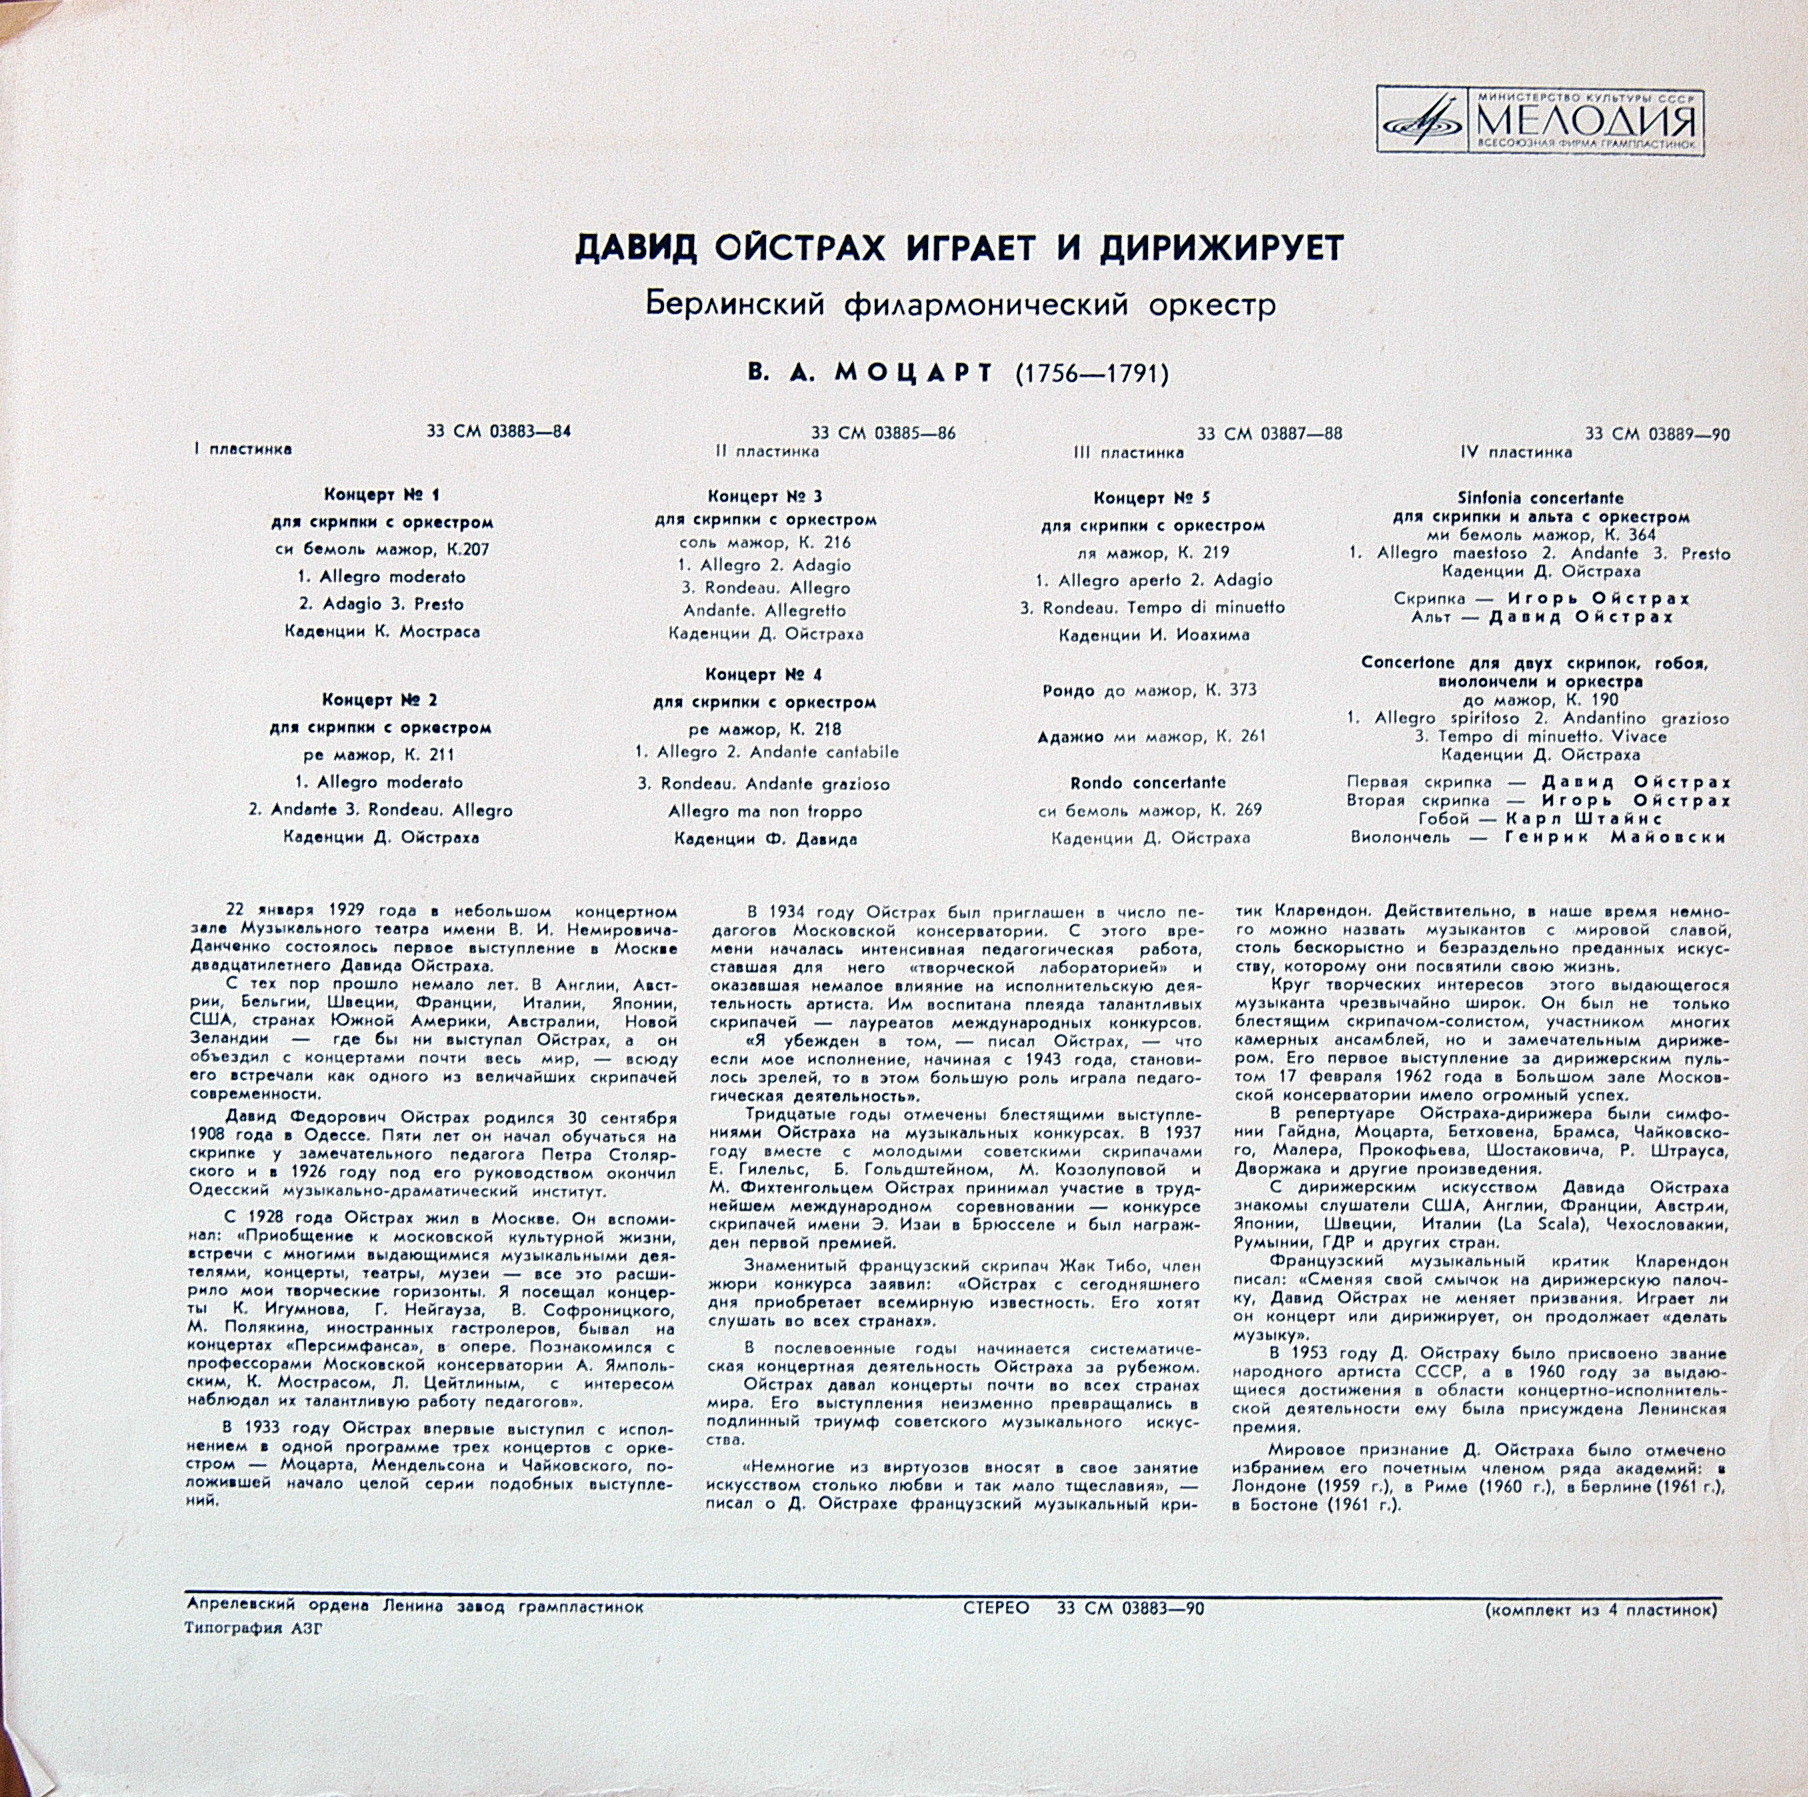 МИНИСТЕРСТВО КУЛЬТУРЫ СССР
МЕЛОДИЯ
ВСЕСОЮЗНАЯ ФИРМА ГРАМПЛАСТИНОК
ДАВИД ОЙСТРАХ ИГРАЕТ И ДИРИЖИРУЕТ
Берлинский филармонический оркестр
В. А. МОЦАРТ (1756—1791)
33 СМ 03883—84
I пластинка
Концерт № 1
для скрипки с оркестром
си бемоль мажор, К.207
1. Allegro moderato
2. Adagio 3. Presto
Каденции К. Мостраса
Концерт № 2
для скрипки с оркестром
ре мажор, К. 211
1. Allegro moderato
2. Andante 3. Rondeau. Allegro
Каденции Д. Ойстраха
33 СМ 03885—86
II пластинка
Концерт № 3
для скрипки с оркестром
соль мажор, К. 216
1. Allegro 2. Adagio
3. Rondeau. Allegro
Andante. Allegretto
Каденции Д. Ойстраха
Концерт № 4
для скрипки с оркестром
ре мажор, К. 218
1. Allegro 2. Andante cantabile
3. Rondeau. Andante grazioso
Allegro ma non troppo
Каденции Ф. Давида
33 СМ 03887—88
III пластинка
Концерт № 5
для скрипки с оркестром
ля мажор, К. 219
1. Allegro aperto 2. Adagio
3. Rondeau. Tempo di minuetto
Каденции И. Иоахима
Рондо до мажор, К. 373
Адажио ми мажор, К. 261
Rondo concertante
си бемоль мажор, К. 269
Каденции Д. Ойстраха
33 СМ 03889—90
IV пластинка
Sinfonia concertante
для скрипки и альта с оркестром
ми бемоль мажор, К. 364
1. Allegro maestoso 2. Andante 3. Presto
Каденции Д. Ойстраха
Скрипка — Игорь Ойстрах
Альт — Давид Ойстрах
Concertone для двух скрипок, гобоя,
виолончели и оркестра
до мажор, К. 190
1. Allegro spiritoso 2. Andantino grazioso
3. Tempo di minuetto. Vivace
Каденции Д. Ойстраха
Первая скрипка — Давид Ойстрах
Вторая скрипка — Игорь Ойстрах
Гобой — Карл Штайнс
Виолончель — Генрик Майовски
22 января 1929 года в небольшом концертном
зале Музыкального театра имени В. И. Немировича-
Данченко состоялось первое выступление в Москве
двадцатилетнего Давида Ойстраха.
С тех пор прошло немало лет. В Англии, Авст-
рии, Бельгии, Швеции, Франции, Италии, Японии,
США, странах Южной Америки, Австралии, Новой
Зеландии — где бы ни выступал Ойстрах, а он
объездил с концертами почти весь мир, — всюду
его встречали как одного из величайших скрипачей
современности.
Давид Федорович Ойстрах родился 30 сентября
1908 года в Одессе. Пяти лет он начал обучаться на
скрипке у замечательного педагога Петра Столяр-
ского и в 1926 году под его руководством окончил
Одесский музыкально-драматический институт.
С 1928 года Ойстрах жил в Москве. Он вспоми-
нал: «Приобщение к московской культурной жизни,
встречи с многими выдающимися музыкальными дея-
телями, концерты, театры, музеи — все это расши-
рило мои творческие горизонты. Я посещал концер-
ты К. Игумнова, Г. Нейгауза, В. Софроницкого,
М. Полякина, иностранных гастролеров, бывал на
концертах «Персимфанса», в опере. Познакомился с
профессорами Московской консерватории А. Ямполь-
ским, К. Мострасом, Л. Цейтлиным, с интересом
наблюдал их талантливую работу педагогов».
В 1933 году Ойстрах впервые выступил с испол-
нением в одной программе трех концертов с орке-
стром — Моцарта, Мендельсона и Чайковского, по-
ложившей начало целой серии подобных выступле-
ний.
В 1934 году Ойстрах был приглашен в число пе-
дагогов Московской консерватории. С этого вре-
мени началась интенсивная педагогическая работа,
ставшая для него «творческой лабораторией» и
оказавшая немалое влияние на исполнительскую дея-
тельность артиста. Им воспитана плеяда талантливых
скрипачей — лауреатов международных конкурсов.
«Я убежден в том, — писал Ойстрах, — что
если мое исполнение, начиная с 1943 года, станови-
лось зрелей, то в этом большую роль играла педаго-
гическая деятельность».
Тридцатые годы отмечены блестящими выступле-
ниями Ойстраха на музыкальных конкурсах. В 1937
году вместе с молодыми советскими скрипачами
Е. Гилельс, Б. Гольдштейном, М. Козолуповой и
М. Фихтенгольцем Ойстрах принимал участие в труд-
нейшем международном соревновании — конкурсе
скрипачей имени Э. Изаи в Брюсселе и был награж-
ден первой премией.
Знаменитый французский скрипач Жак Тибо, член
жюри конкурса заявил: «Ойстрах с сегодняшнего
дня приобретает всемирную известность. Его хотят
слушать во всех странах».
В послевоенные годы начинается систематиче-
ская концертная деятельность Ойстраха за рубежом.
Ойстрах давал концерты почти во всех странах
мира. Его выступления неизменно превращались в
подлинный триумф советского музыкального искус-
ства.
«Немногие из виртуозов вносят в свое занятие
искусством столько любви и так мало тщеславия», —
писал о Д. Ойстрахе французский музыкальный кри-
тик Кларендон. Действительно, в наше время немно-
го можно назвать музыкантов с мировой славой,
столь бескорыстно и безраздельно преданных искус-
ству, которому они посвятили свою жизнь.
Круг творческих интересов этого выдающегося
музыканта чрезвычайно широк. Он был не только
блестящим скрипачом-солистом, участником многих
камерных ансамблей, но и замечательным дириже-
ром. Его первое выступление за дирижерским пуль-
том 17 февраля 1962 года в Большом зале Москов-
ской консерватории имело огромный успех.
В репертуаре Ойстраха-дирижера были симфо-
нии Гайдна, Моцарта, Бетховена, Брамса, Чайковско-
го, Малера, Прокофьева, Шостаковича, Р. Штрауса,
Дворжака и другие произведения.
С дирижерским искусством Давида Ойстраха
знакомы слушатели США, Англии, Франции, Австрии,
Японии, Швеции, Италии (La Scala), Чехословакии,
Румынии, ГДР и других стран.
Французский музыкальный критик Кларендон
писал: «Сменяя свой смычок на дирижерскую палоч-
ку, Давид Ойстрах не меняет призвания. Играет ли
он концерт или дирижирует, он продолжает «делать
музыку».
В 1953 году Д. Ойстраху было присвоено звание
народного артиста СССР, а в 1960 году за выдаю-
щиеся достижения в области концертно-исполнитель-
ской деятельности ему была присуждена Ленинская
премия.
Мировое признание Д. Ойстраха было отмечено
избранием его почетным членом ряда академий: в
Лондоне (1959 г.), в Риме (1960 г.), в Берлине (1961 г.),
в Бостоне (1961 г.).
Апрелевский ордена Ленина завод грампластинок
СТЕРЕО 33 СМ 03883—90
(комплект из 4 пластинок)
Типография АЗГ